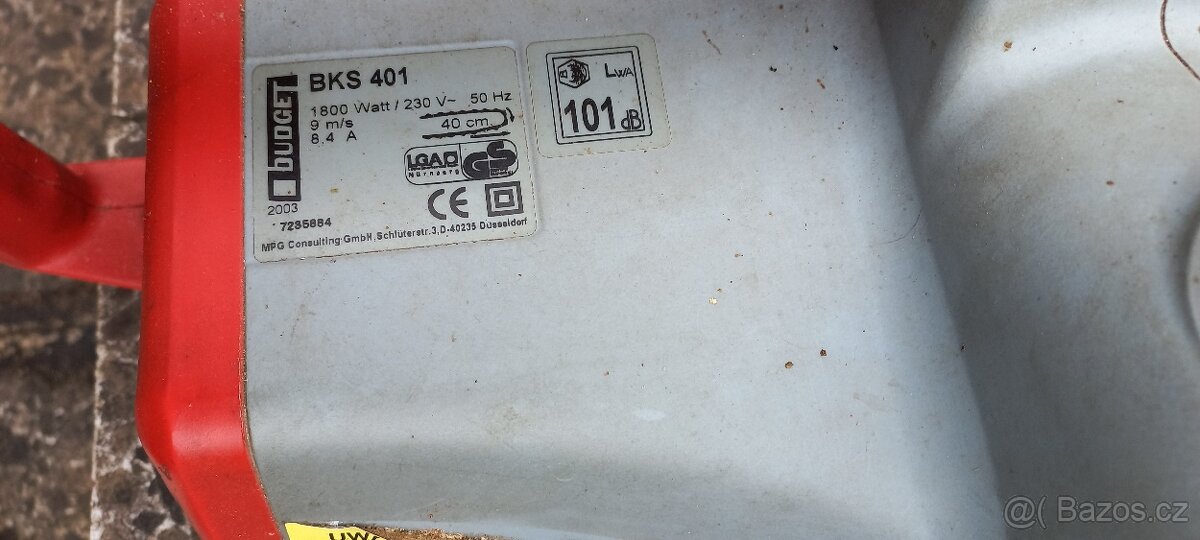 BUDGET
BKS 401
1800 Watt / 230 V~ 50 Hz
9 m/s
40 cm
8.4 A
LGA
Nürnberg
GS
CE
2003
7235884
MPG Consulting GmbH,Schlüterstr.3,D-40235 Düsseldorf
LWA
101 dB
@( Bazos.cz